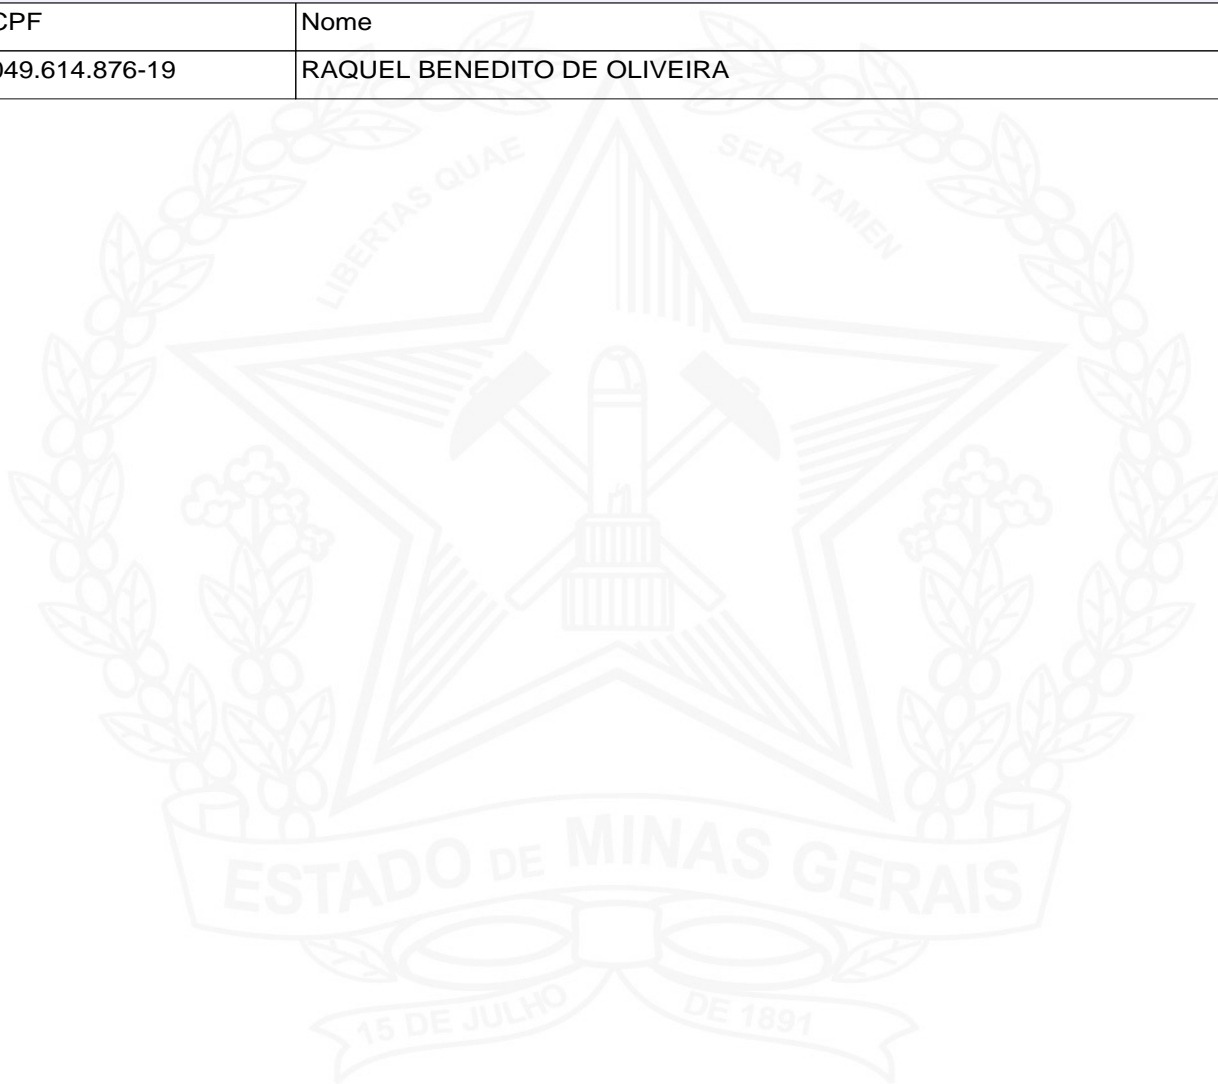 CPF Nome
049.614.876-19 RAQUEL BENEDITO DE OLIVEIRA
LIBERTAS QUAE SERA TAMEN
ESTADO DE MINAS GERAIS
15 DE JULHO DE 1891